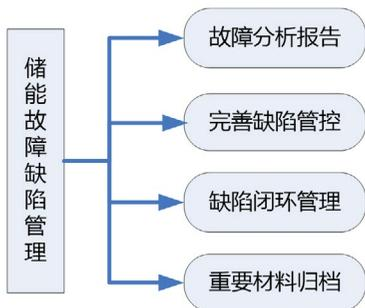 储能故障缺陷管理
故障分析报告
完善缺陷管控
缺陷闭环管理
重要材料归档